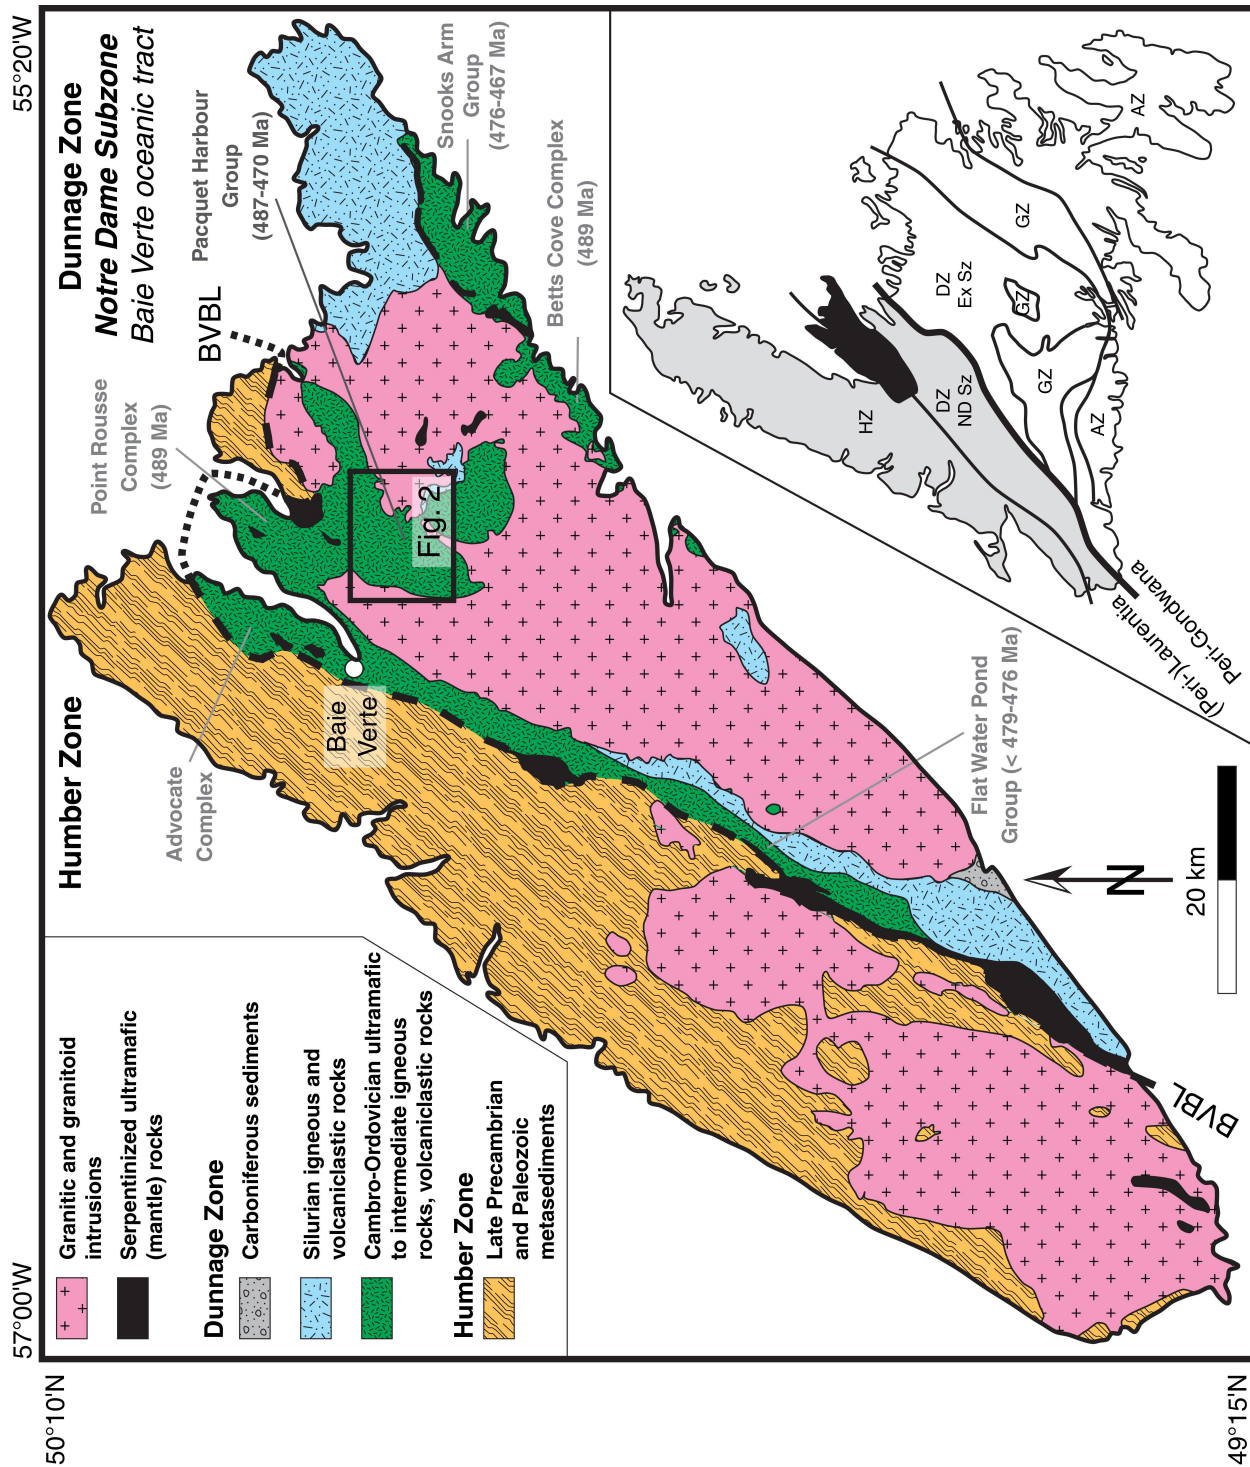 57°00'W
55°20'W
50°10'N
49°15'N
Granitic and granitoid
intrusions
Serpentinized ultramafic
(mantle) rocks
Dunnage Zone
Carboniferous sediments
Silurian igneous and
volcaniclastic rocks
Cambro-Ordovician ultramafic
to intermediate igneous
rocks, volcaniclastic rocks
Humber Zone
Late Precambrian
and Paleozoic
metasediments
Humber Zone
Dunnage Zone
Notre Dame Subzone
Baie Verte oceanic tract
Advocate
Complex
Point Rousse
Complex
(489 Ma)
BVBL
Pacquet Harbour
Group
(487-470 Ma)
Snooks Arm
Group
(476-467 Ma)
Betts Cove Complex
(489 Ma)
Baie
Verte
Fig. 2
Flat Water Pond
Group (< 479-476 Ma)
BVBL
N
20 km
HZ
DZ
ND Sz
DZ
Ex Sz
GZ
GZ
GZ
AZ
AZ
(Peri-)Laurentia
Peri-Gondwana